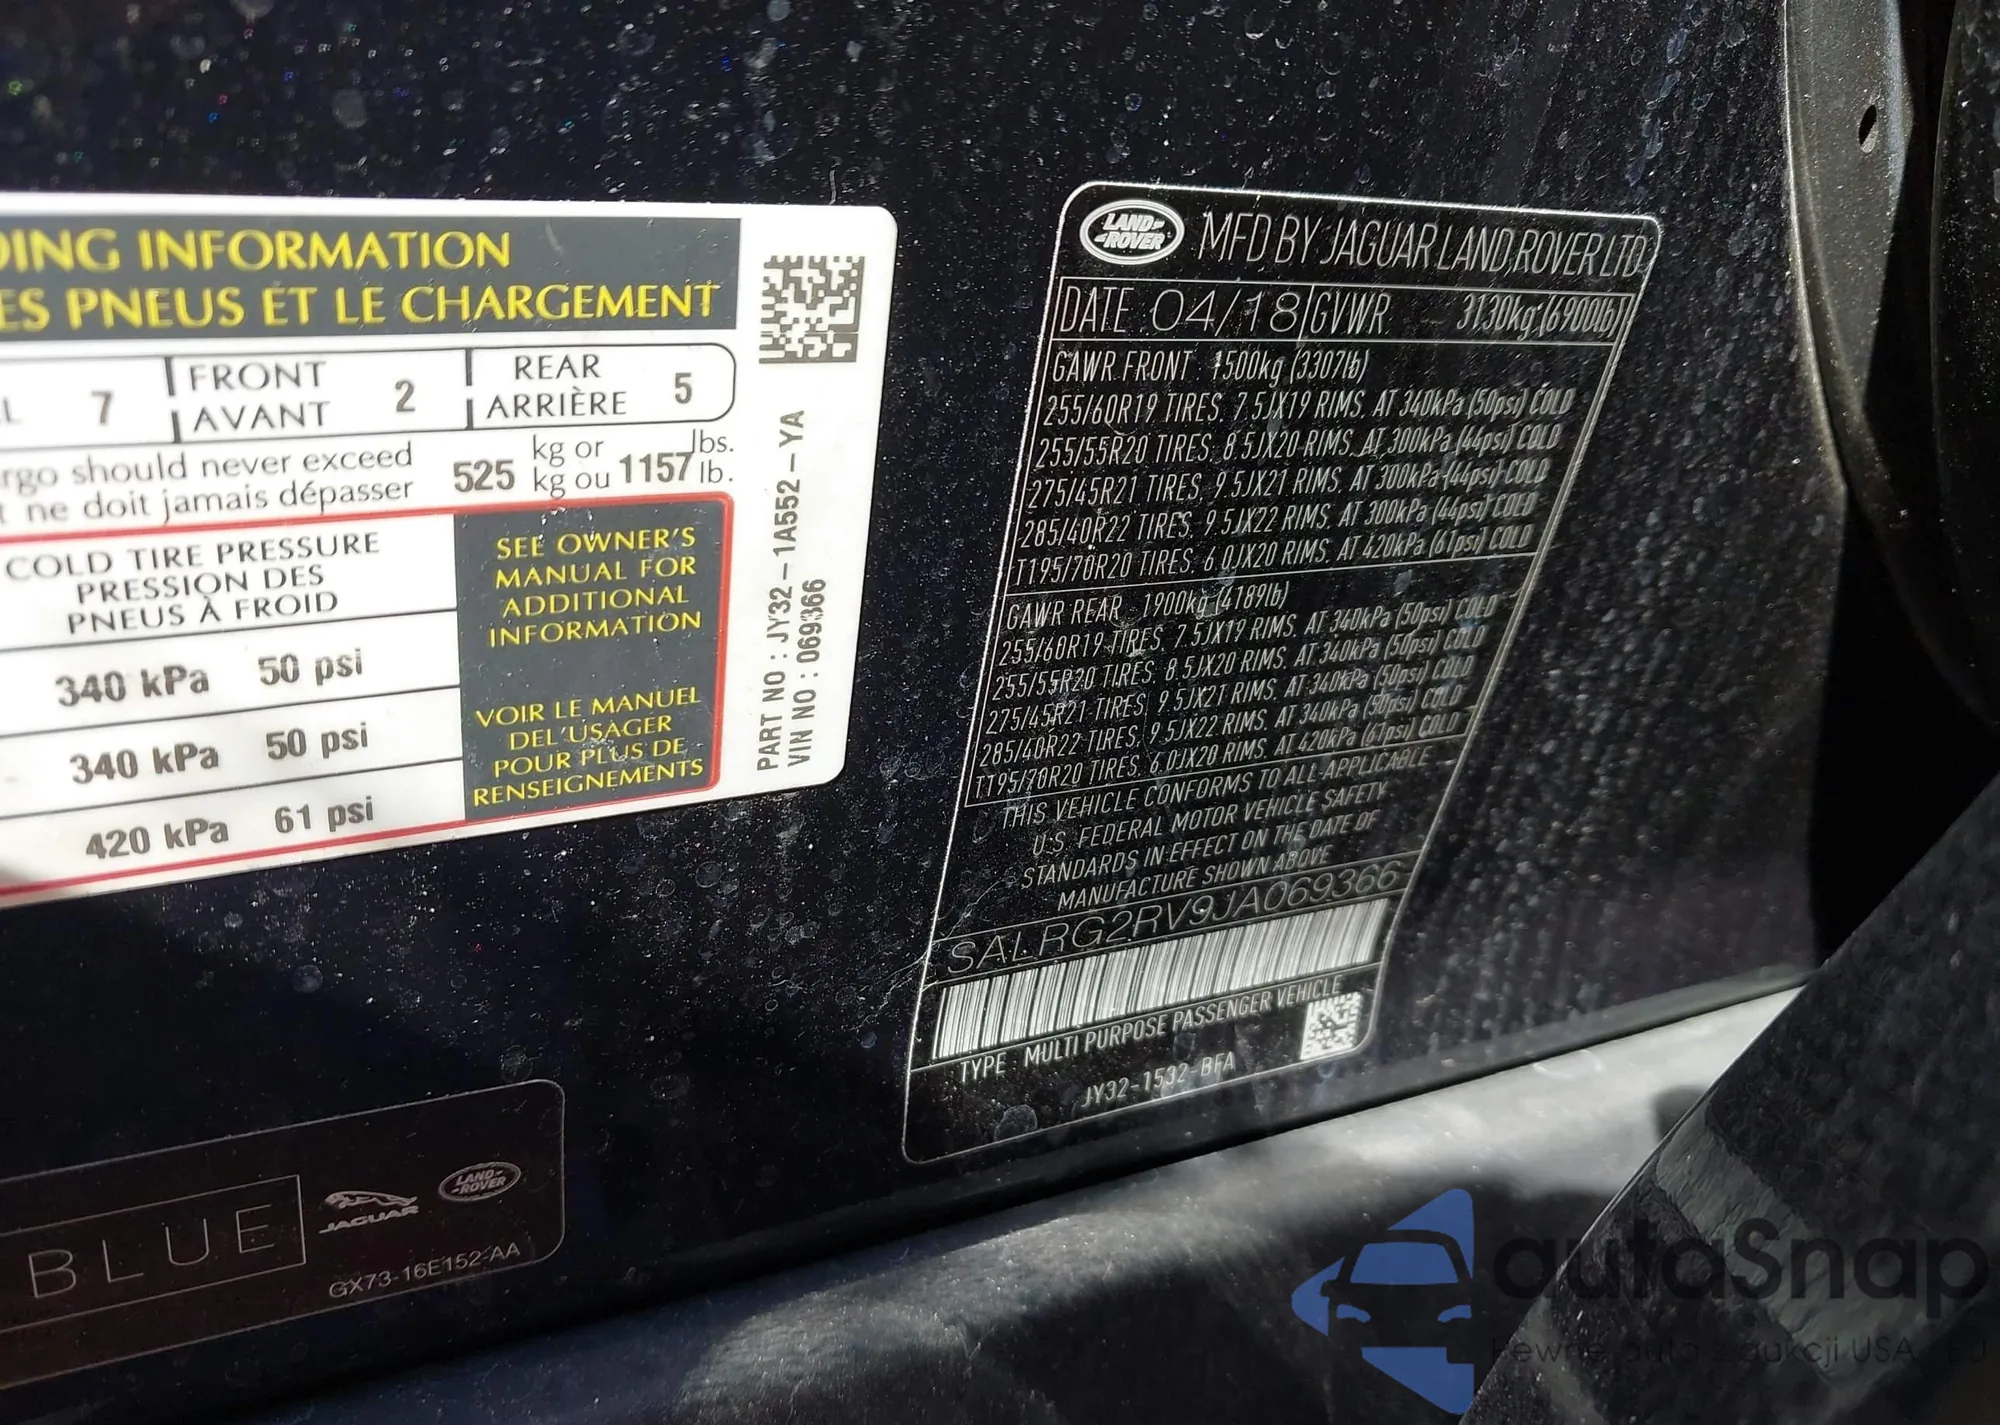 DING INFORMATION
ES PNEUS ET LE CHARGEMENT
L 7 FRONT AVANT 2 REAR ARRIÈRE 5
rgo should never exceed 525 kg or 1157 lbs.
t ne doit jamais dépasser kg ou lb.
COLD TIRE PRESSURE
PRESSION DES
PNEUS À FROID
340 kPa 50 psi
340 kPa 50 psi
420 kPa 61 psi
SEE OWNER'S
MANUAL FOR
ADDITIONAL
INFORMATION
VOIR LE MANUEL
DEL'USAGER
POUR PLUS DE
RENSEIGNEMENTS
PART NO : JY32-1A552-YA
VIN NO : 069366
LAND-
-ROVER
MFD BY JAGUAR LAND ROVER LTD
DATE 04/18 GVWR 3130kg (6900lb)
GAWR FRONT 1500kg (3307lb)
255/60R19 TIRES, 7.5JX19 RIMS, AT 340kPa (50psi) COLD
255/55R20 TIRES, 8.5JX20 RIMS, AT 300kPa (44psi) COLD
275/45R21 TIRES, 9.5JX21 RIMS, AT 300kPa (44psi) COLD
285/40R22 TIRES, 9.5JX22 RIMS, AT 300kPa (44psi) COLD
T195/70R20 TIRES, 6.0JX20 RIMS, AT 420kPa (61psi) COLD
GAWR REAR 1900kg (4189lb)
255/60R19 TIRES, 7.5JX19 RIMS, AT 340kPa (50psi) COLD
255/55R20 TIRES, 8.5JX20 RIMS, AT 340kPa (50psi) COLD
275/45R21 TIRES, 9.5JX21 RIMS, AT 340kPa (50psi) COLD
285/40R22 TIRES, 9.5JX22 RIMS, AT 340kPa (50psi) COLD
T195/70R20 TIRES, 6.0JX20 RIMS, AT 420kPa (61psi) COLD
THIS VEHICLE CONFORMS TO ALL APPLICABLE
U.S. FEDERAL MOTOR VEHICLE SAFETY
STANDARDS IN EFFECT ON THE DATE OF
MANUFACTURE SHOWN ABOVE
SALRG2RV9JA069366
TYPE MULTI PURPOSE PASSENGER VEHICLE
JY32-1532-BFA
BLUE
JAGUAR
LAND-
-ROVER
GX73-16E152-AA
autoSnap
Pewne auta z aukcji USA, EU